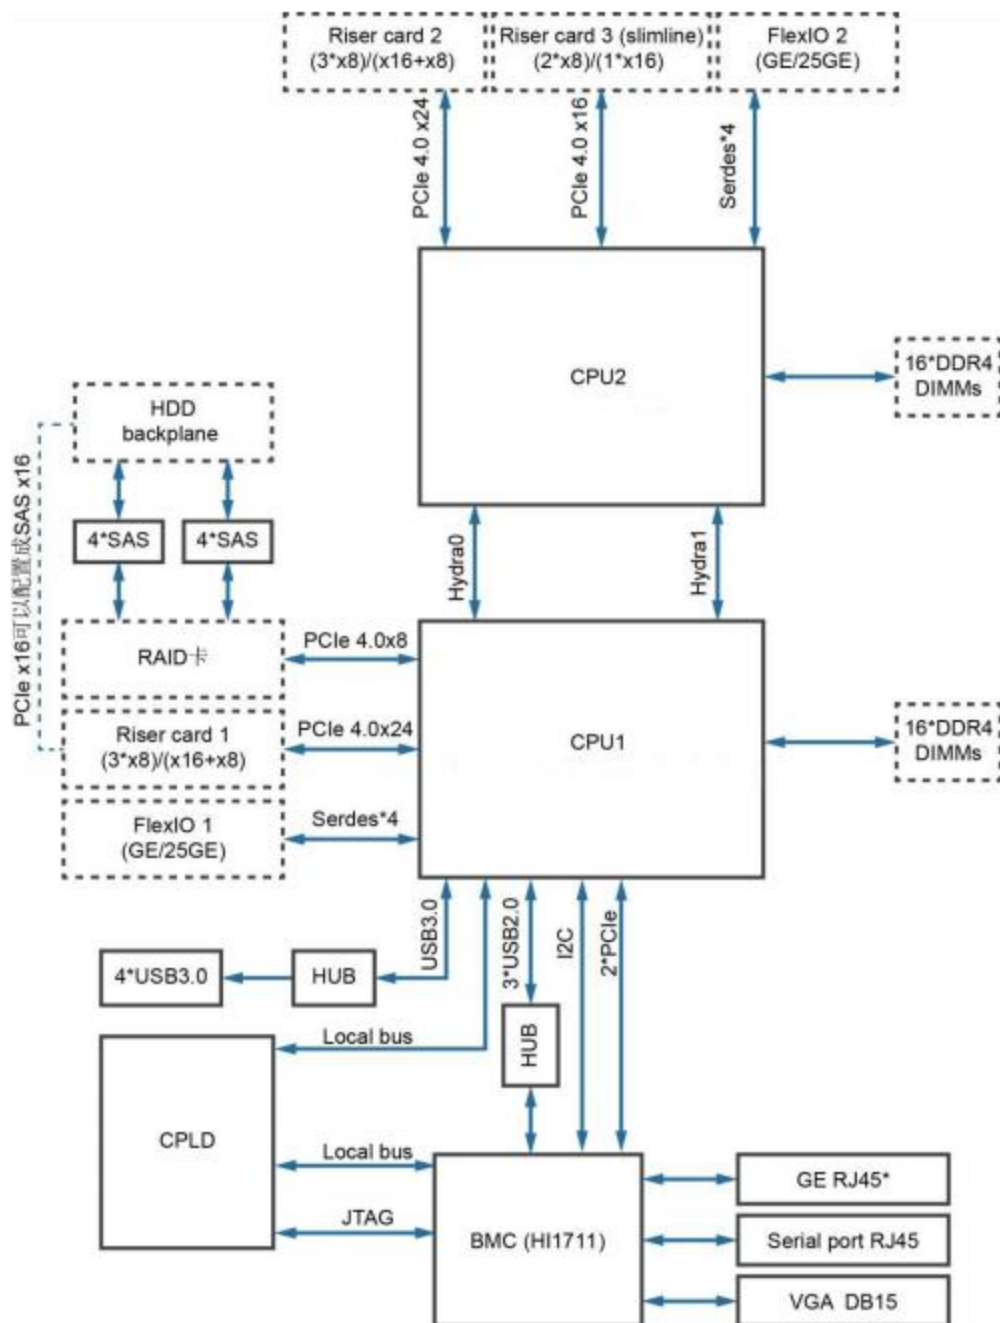 Riser card 2
(3*x8)/(x16+x8)
Riser card 3 (slimline)
(2*x8)/(1*x16)
FlexIO 2
(GE/25GE)
PCIe 4.0 x24
PCIe 4.0 x16
Serdes*4
CPU2
16*DDR4
DIMMs
HDD
backplane
4*SAS
4*SAS
PCIe x16可以配置成SAS x16
Hydra0
Hydra1
RAID卡
PCIe 4.0x8
Riser card 1
(3*x8)/(x16+x8)
PCIe 4.0x24
CPU1
16*DDR4
DIMMs
FlexIO 1
(GE/25GE)
Serdes*4
USB3.0
3*USB2.0
I2C
2*PCIe
4*USB3.0
HUB
HUB
Local bus
CPLD
Local bus
JTAG
BMC (HI1711)
GE RJ45*
Serial port RJ45
VGA DB15